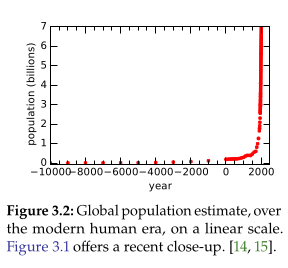 7
6
5
4
3
2
1
0
population (billions)
−10000 −8000 −6000 −4000 −2000 0 2000
year
Figure 3.2: Global population estimate, over
the modern human era, on a linear scale.
Figure 3.1 offers a recent close-up. [14, 15].